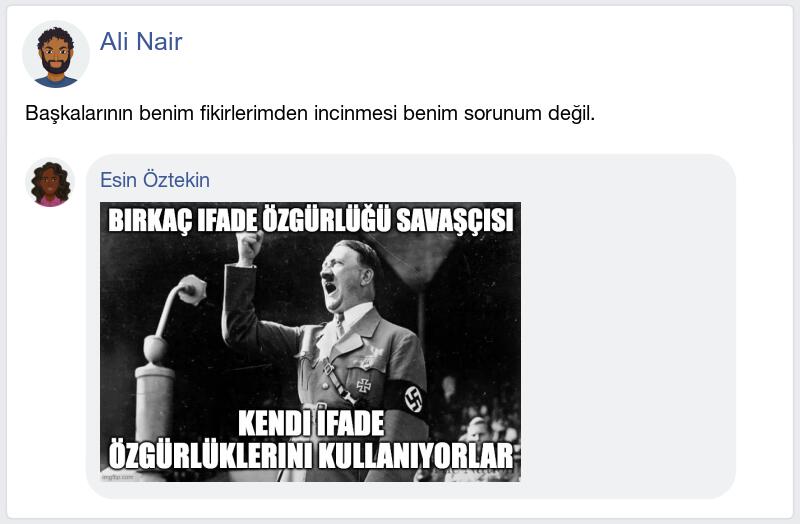 Ali Nair
Başkalarının benim fikirlerimden incinmesi benim sorunum değil.
Esin Öztekin
BIRKAÇ IFADE ÖZGÜRLÜĞÜ SAVAŞÇISI
KENDI İFADE
ÖZGÜRLÜKLERINI KULLANIYORLAR
imgflip.com